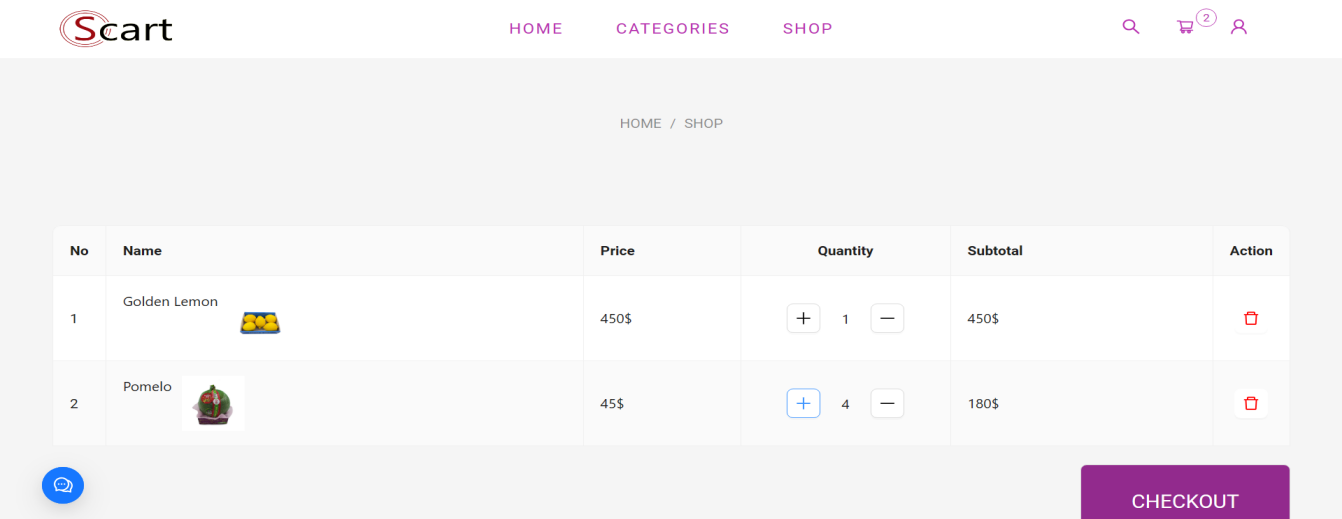 Scart
HOME CATEGORIES SHOP
2
HOME / SHOP
No Name Price Quantity Subtotal Action
1 Golden Lemon 450$ 1 450$
2 Pomelo 45$ 4 180$
CHECKOUT